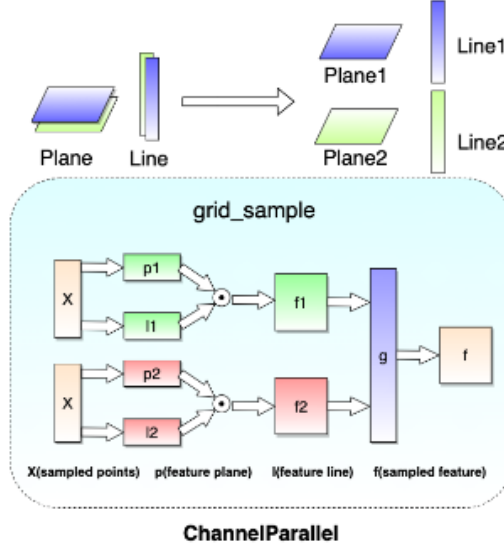 Plane
Line
Plane1
Line1
Plane2
Line2
grid_sample
X
p1
l1
f1
X
p2
l2
f2
g
f
X(sampled points) p(feature plane) l(feature line) f(sampled feature)
ChannelParallel